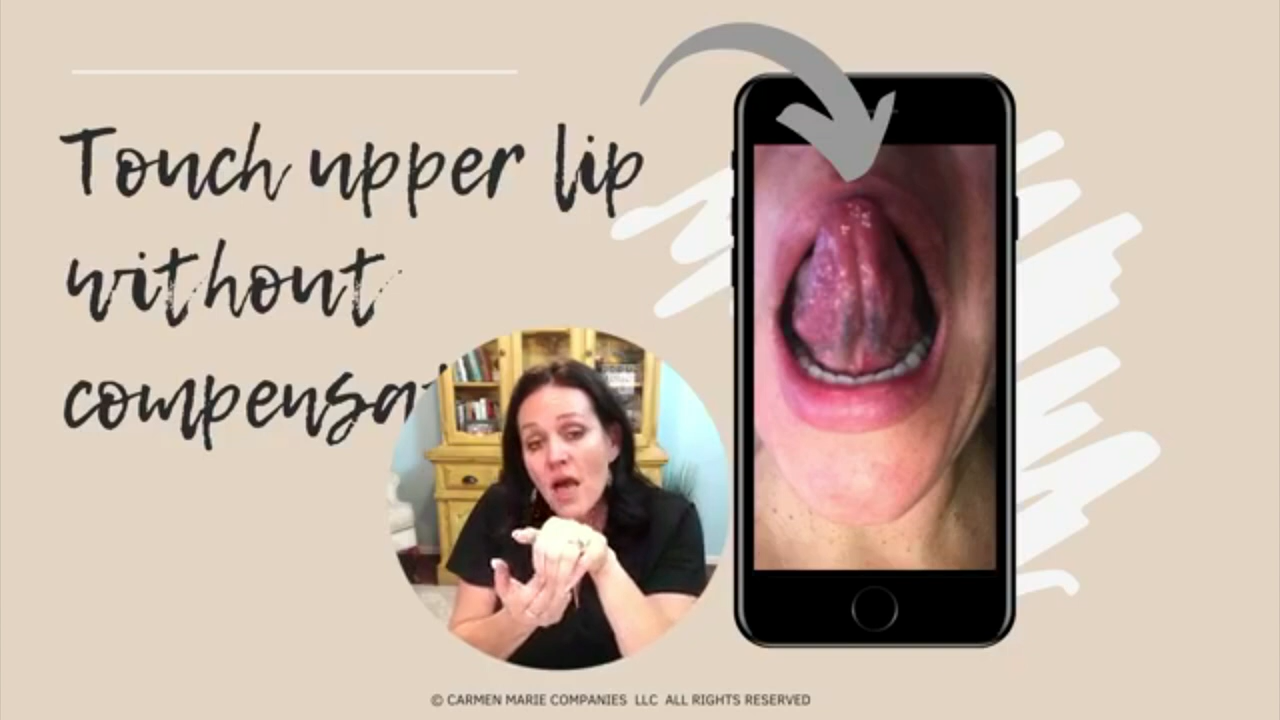 Touch upper lip
without
© CARMEN MARIE COMPANIES LLC ALL RIGHTS RESERVED